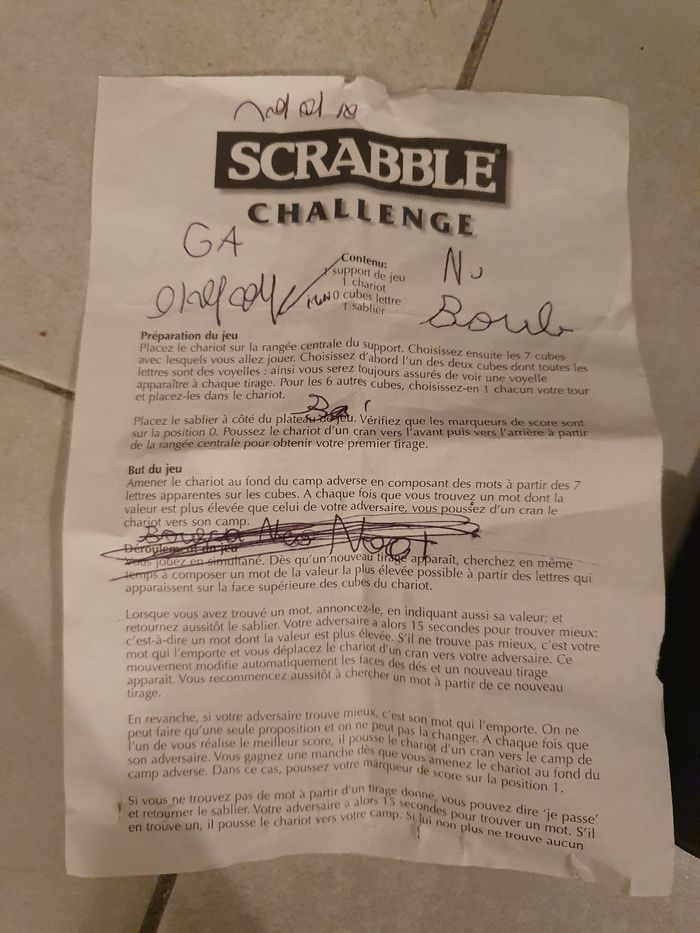 SCRABBLE
CHALLENGE
GA
Contenu:
1 support de jeu
1 chariot
0 cubes lettre
1 sablier
Préparation du jeu
Placez le chariot sur la rangée centrale du support. Choisissez ensuite les 7 cubes
avec lesquels vous allez jouer. Choisissez d'abord l'un des deux cubes dont toutes les
lettres sont des voyelles : ainsi vous serez toujours assurés de voir une voyelle
apparaître à chaque tirage. Pour les 6 autres cubes, choisissez-en 1 chacun votre tour
et placez-les dans le chariot.
Placez le sablier à côté du plateau de jeu. Vérifiez que les marqueurs de score sont
sur la position 0. Poussez le chariot d'un cran vers l'avant puis vers l'arrière à partir
de la rangée centrale pour obtenir votre premier tirage.
But du jeu
Amener le chariot au fond du camp adverse en composant des mots à partir des 7
lettres apparentes sur les cubes. A chaque fois que vous trouvez un mot dont la
valeur est plus élevée que celui de votre adversaire, vous poussez d'un cran le
chariot vers son camp.
Déroulement du jeu
Vous jouez en simultané. Dès qu'un nouveau tirage apparaît, cherchez en même
temps à composer un mot de la valeur la plus élevée possible à partir des lettres qui
apparaissent sur la face supérieure des cubes du chariot.
Lorsque vous avez trouvé un mot, annoncez-le, en indiquant aussi sa valeur; et
retournez aussitôt le sablier. Votre adversaire a alors 15 secondes pour trouver mieux:
c'est-à-dire un mot dont la valeur est plus élevée. S'il ne trouve pas mieux, c'est votre
mot qui l'emporte et vous déplacez le chariot d'un cran vers votre adversaire. Ce
mouvement modifie automatiquement les faces des dés et un nouveau tirage
apparaît. Vous recommencez aussitôt à chercher un mot à partir de ce nouveau
tirage.
En revanche, si votre adversaire trouve mieux, c'est son mot qui l'emporte. On ne
peut faire qu'une seule proposition et on ne peut pas la changer. A chaque fois que
l'un de vous réalise le meilleur score, il pousse le chariot d'un cran vers le camp de
son adversaire. Vous gagnez une manche dès que vous amenez le chariot au fond du
camp adverse. Dans ce cas, poussez votre marqueur de score sur la position 1.
Si vous ne trouvez pas de mot à partir d'un tirage donné, vous pouvez dire 'je passe'
et retourner le sablier. Votre adversaire a alors 15 secondes pour trouver un mot. S'il
en trouve un, il pousse le chariot vers votre camp. Si lui non plus ne trouve aucun